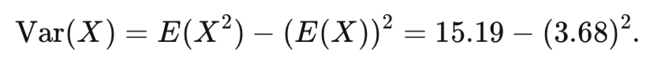 Var(X) = E(X²) − (E(X))² = 15.19 − (3.68)².